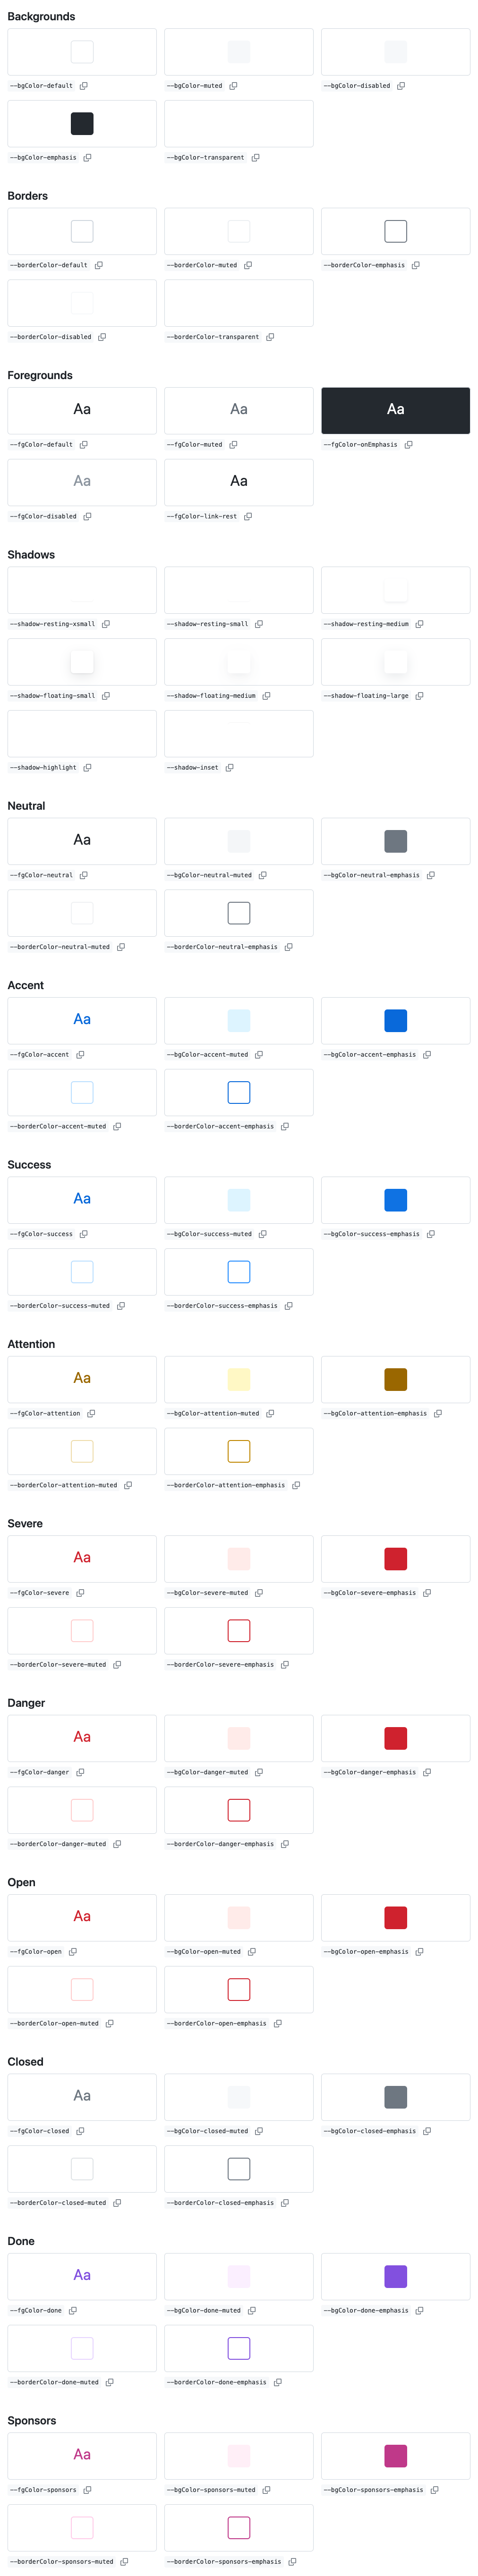 Backgrounds
--bgColor-default --bgColor-muted --bgColor-disabled
--bgColor-emphasis --bgColor-transparent
Borders
--borderColor-default --borderColor-muted --borderColor-emphasis
--borderColor-disabled --borderColor-transparent
Foregrounds
Aa Aa Aa
--fgColor-default --fgColor-muted --fgColor-onEmphasis
Aa Aa
--fgColor-disabled --fgColor-link-rest
Shadows
--shadow-resting-xsmall --shadow-resting-small --shadow-resting-medium
--shadow-floating-small --shadow-floating-medium --shadow-floating-large
--shadow-highlight --shadow-inset
Neutral
Aa
--fgColor-neutral --bgColor-neutral-muted --bgColor-neutral-emphasis
--borderColor-neutral-muted --borderColor-neutral-emphasis
Accent
Aa
--fgColor-accent --bgColor-accent-muted --bgColor-accent-emphasis
--borderColor-accent-muted --borderColor-accent-emphasis
Success
Aa
--fgColor-success --bgColor-success-muted --bgColor-success-emphasis
--borderColor-success-muted --borderColor-success-emphasis
Attention
Aa
--fgColor-attention --bgColor-attention-muted --bgColor-attention-emphasis
--borderColor-attention-muted --borderColor-attention-emphasis
Severe
Aa
--fgColor-severe --bgColor-severe-muted --bgColor-severe-emphasis
--borderColor-severe-muted --borderColor-severe-emphasis
Danger
Aa
--fgColor-danger --bgColor-danger-muted --bgColor-danger-emphasis
--borderColor-danger-muted --borderColor-danger-emphasis
Open
Aa
--fgColor-open --bgColor-open-muted --bgColor-open-emphasis
--borderColor-open-muted --borderColor-open-emphasis
Closed
Aa
--fgColor-closed --bgColor-closed-muted --bgColor-closed-emphasis
--borderColor-closed-muted --borderColor-closed-emphasis
Done
Aa
--fgColor-done --bgColor-done-muted --bgColor-done-emphasis
--borderColor-done-muted --borderColor-done-emphasis
Sponsors
Aa
--fgColor-sponsors --bgColor-sponsors-muted --bgColor-sponsors-emphasis
--borderColor-sponsors-muted --borderColor-sponsors-emphasis